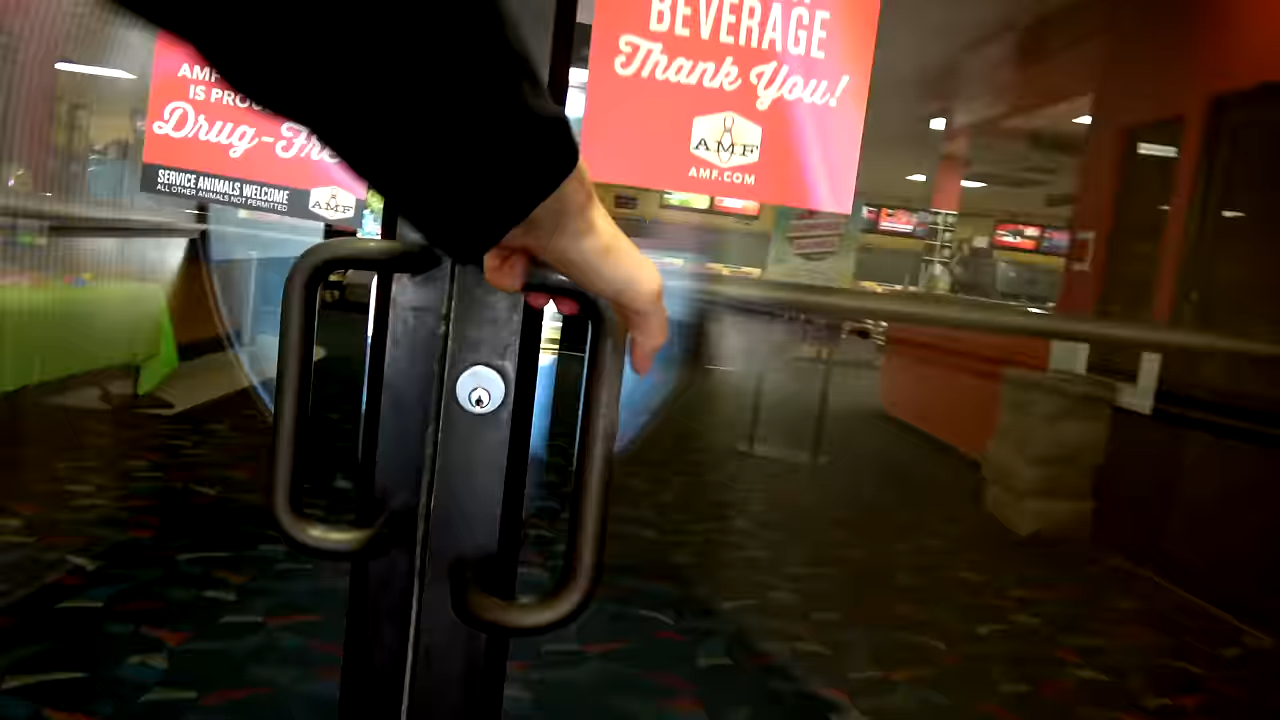 AMF
IS PROU
Drug-Fre
SERVICE ANIMALS WELCOME
ALL OTHER ANIMALS NOT PERMITTED
AMF
BEVERAGE
Thank You!
AMF
AMF.COM